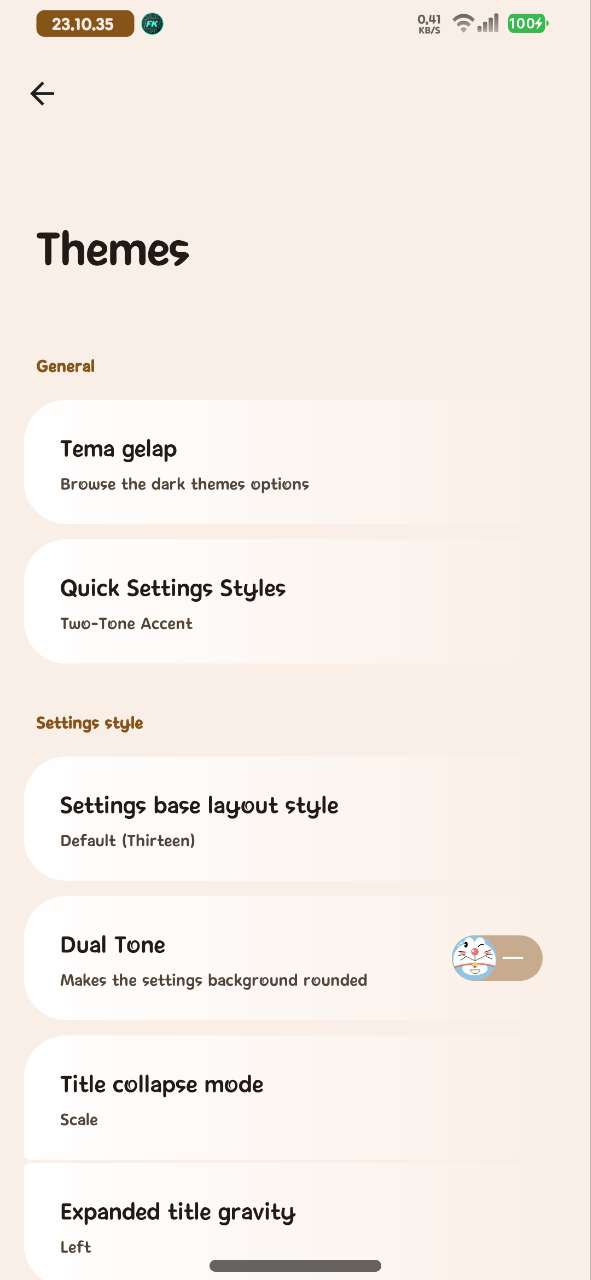 23.10.35
FK
0,41
KB/S
100
Themes
General
Tema gelap
Browse the dark themes options
Quick Settings Styles
Two-Tone Accent
Settings style
Settings base layout style
Default (Thirteen)
Dual Tone
Makes the settings background rounded
Title collapse mode
Scale
Expanded title gravity
Left